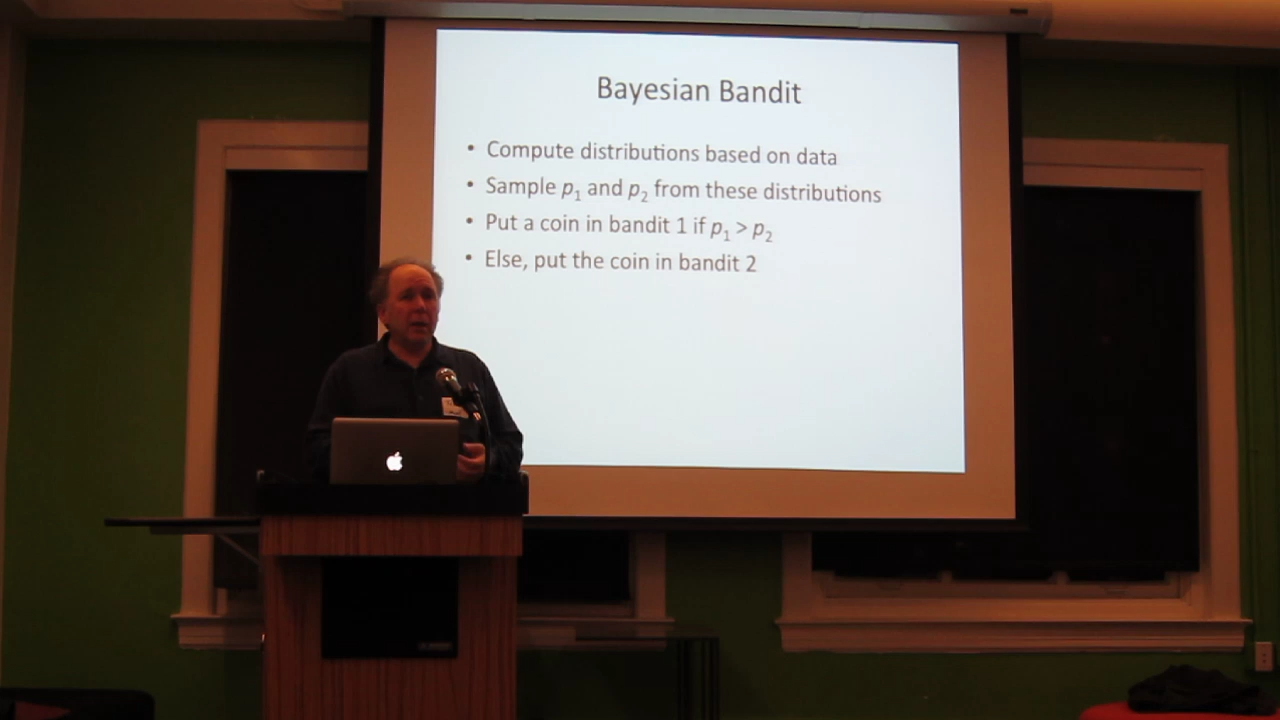 Bayesian Bandit
• Compute distributions based on data
• Sample p₁ and p₂ from these distributions
• Put a coin in bandit 1 if p₁ > p₂
• Else, put the coin in bandit 2